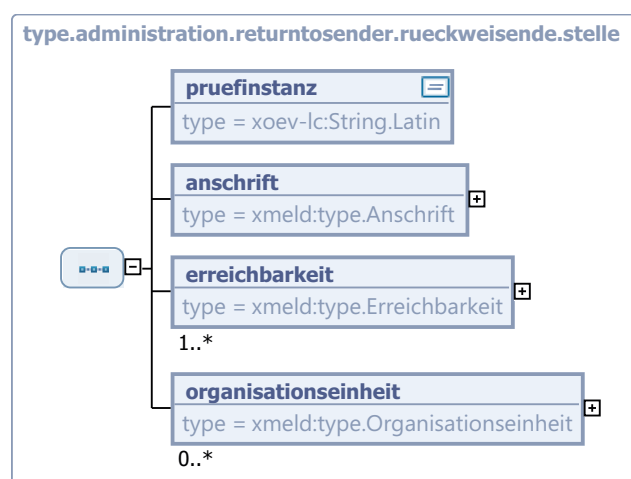 type.administration.returntosender.rueckweisende.stelle
pruefinstanz
type = xoev-lc:String.Latin
anschrift
type = xmeld:type.Anschrift
erreichbarkeit
type = xmeld:type.Erreichbarkeit
1..*
organisationseinheit
type = xmeld:type.Organisationseinheit
0..*